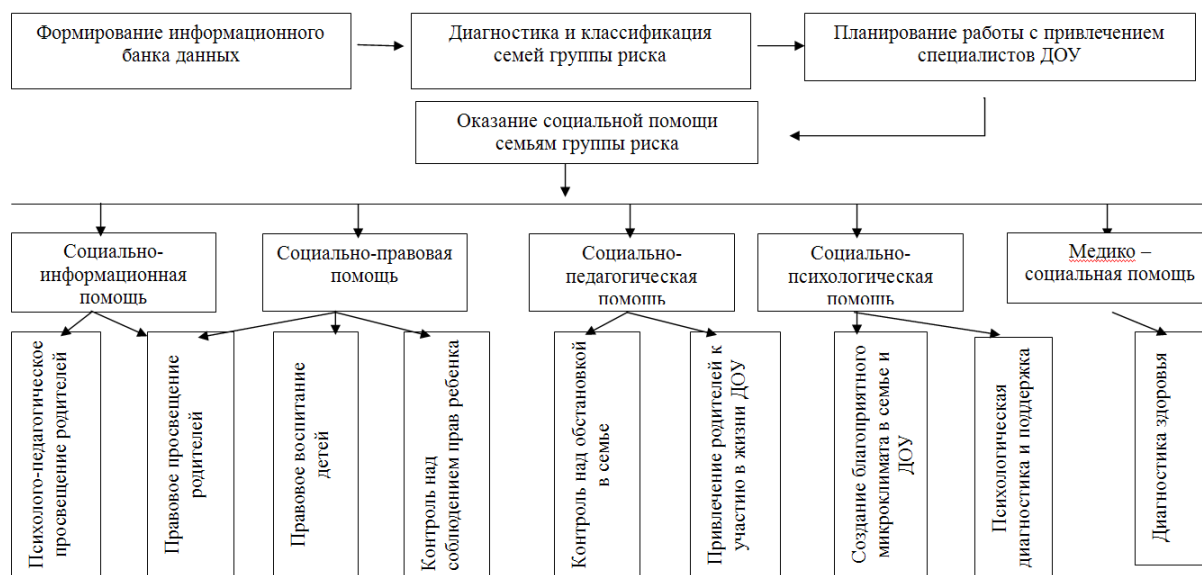 Формирование информационного
банка данных
Диагностика и классификация
семей группы риска
Планирование работы с привлечением
специалистов ДОУ
Оказание социальной помощи
семьям группы риска
Социально-
информационная
помощь
Социально-правовая
помощь
Социально-
педагогическая
помощь
Социально-
психологическая
помощь
Медико –
социальная помощь
Психолого-педагогическое
просвещение родителей
Правовое просвещение
родителей
Правовое воспитание
детей
Контроль над
соблюдением прав ребенка
Контроль над обстановкой
в семье
Привлечение родителей к
участию в жизни ДОУ
Создание благоприятного
микроклимата в семье и
ДОУ
Психологическая
диагностика и поддержка
Диагностика здоровья